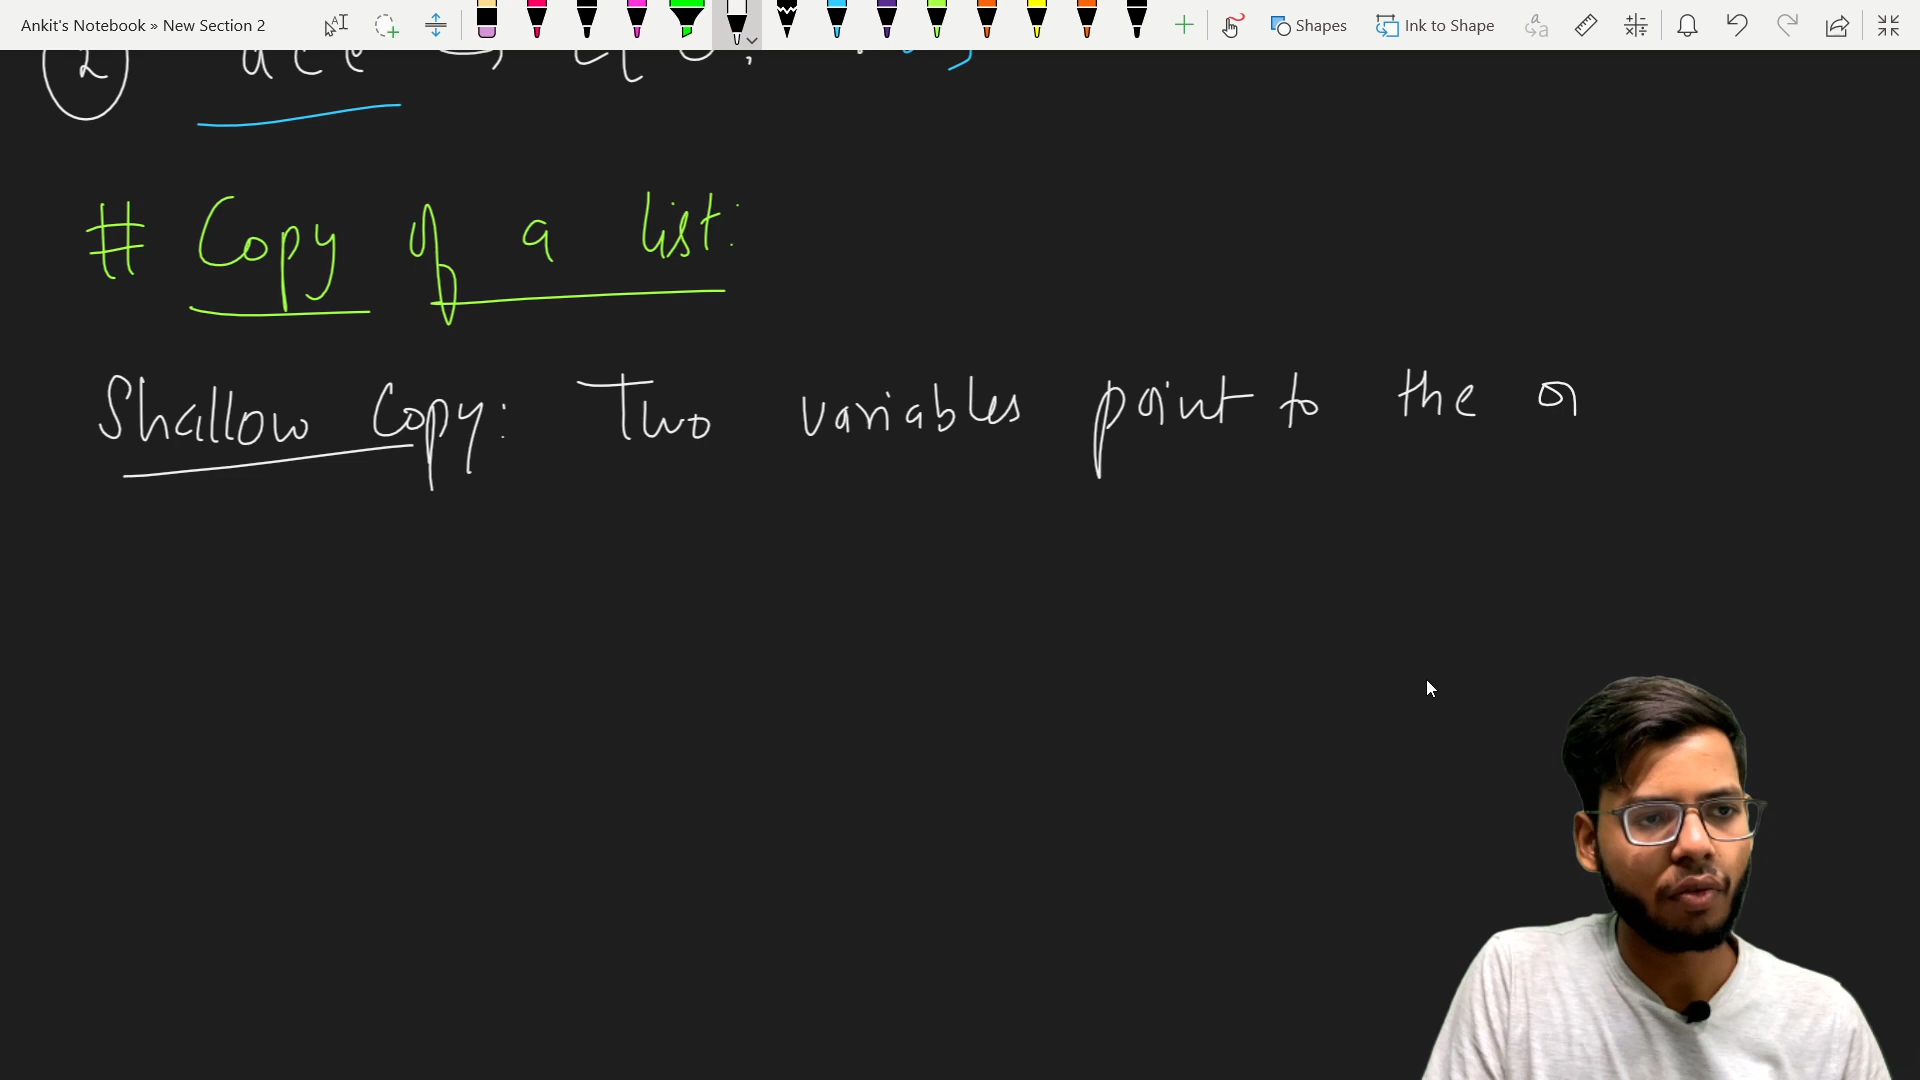 Ankit's Notebook » New Section 2
Shapes
Ink to Shape
2
# Copy of a list:
Shallow Copy: Two variables point to the